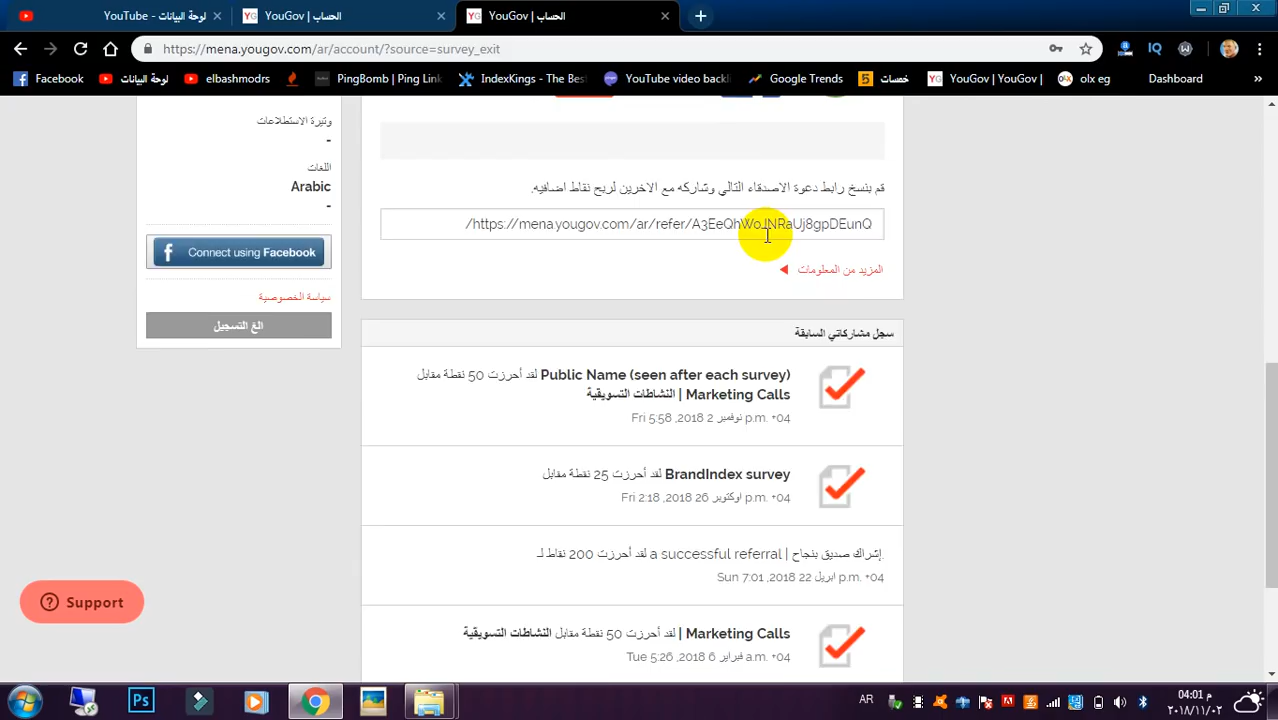 لوحة البيانات - YouTube
YouGov | الحساب
YouGov | الحساب
https://mena.yougov.com/ar/account/?source=survey_exit
Facebook
لوحة البيانات
elbashmodrs
PingBomb | Ping Link
IndexKings - The Bes
YouTube video backli
Google Trends
خمسات
YouGov | YouGov |
olx eg
Dashboard
»
وتيرة الاستطلاعات
-
اللغات
Arabic
-
Connect using Facebook
سياسة الخصوصية
الغ التسجيل
قم بنسخ رابط دعوة الاصدقاء التالي وشاركه مع الاخرين لربح نقاط اضافيه.
/https://mena.yougov.com/ar/refer/A3EeQhWoJNRaUj8gpDEunQ
المزيد من المعلومات
سجل مشاركاتي السابقة
Public Name (seen after each survey) لقد أحرزت 50 نقطة مقابل
Marketing Calls | النشاطات التسويقية
Fri 5:58 ,2018 نوفمبر 2 p.m. +04
BrandIndex survey لقد أحرزت 25 نقطة مقابل
Fri 2:18 ,2018 اوكتوبر 26 p.m. +04
إشراك صديق بنجاح | a successful referral لقد أحرزت 200 نقاط لـ.
Sun 7:01 ,2018 ابريل 22 p.m. +04
Marketing Calls | لقد أحرزت 50 نقطة مقابل النشاطات التسويقية
Tue 5:26 ,2018 فبراير 6 a.m. +04
Support
Ps
AR
04:01 م
٢٠١٨/١١/٠٢